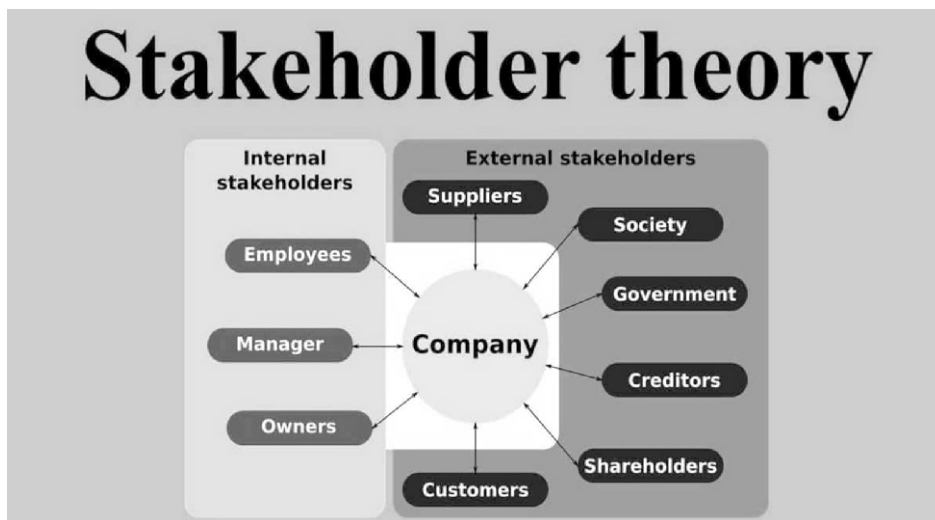 Stakeholder theory
Internal
stakeholders
Employees
Manager
Owners
External stakeholders
Suppliers
Society
Government
Creditors
Shareholders
Customers
Company